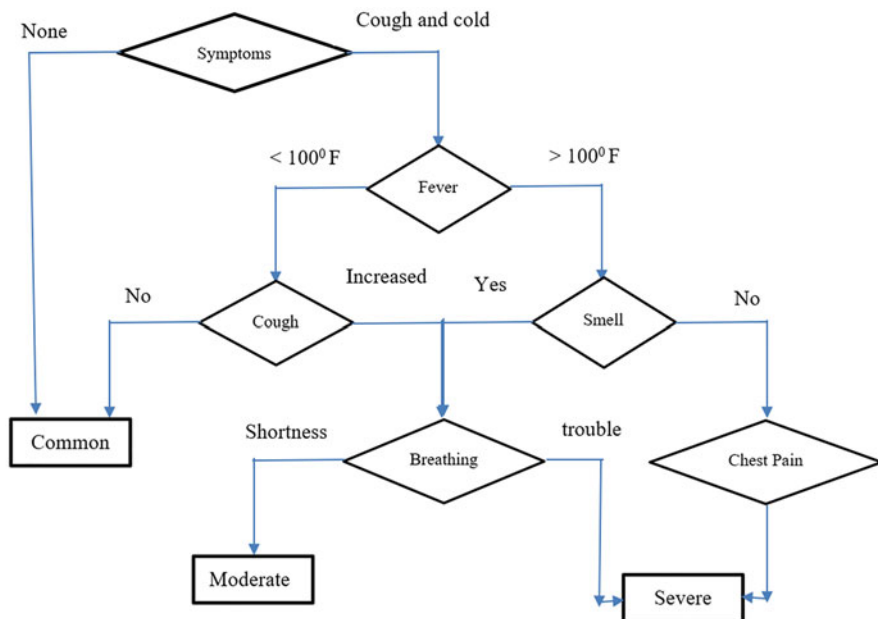 None
Cough and cold
Symptoms
< 100⁰ F
> 100⁰ F
Fever
Increased
Yes
No
No
Cough
Smell
Shortness
trouble
Common
Breathing
Chest Pain
Moderate
Severe